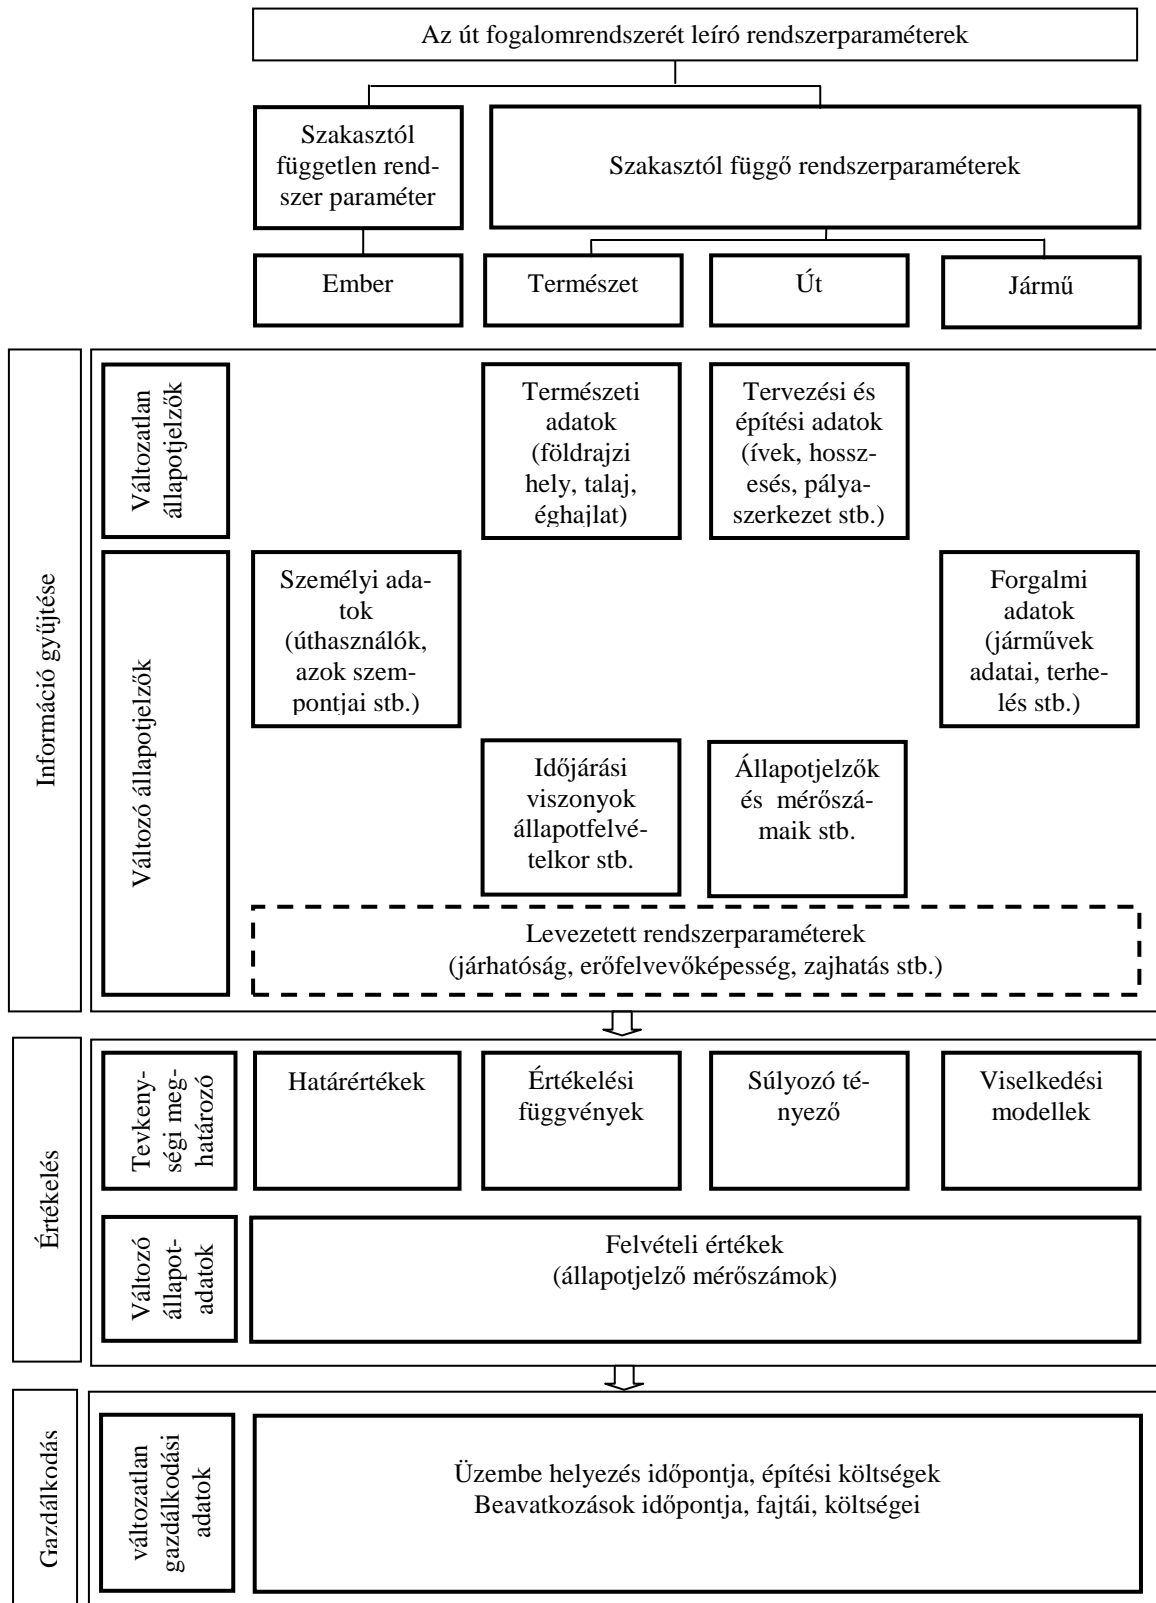 Az út fogalomrendszerét leíró rendszerparaméterek
Szakasztól
független rend-
szer paraméter
Szakasztól függő rendszerparaméterek
Ember
Természet
Út
Jármű
Információ gyűjtése
Változatlan
állapotjelzők
Természeti
adatok
(földrajzi
hely, talaj,
éghajlat)
Tervezési és
építési adatok
(ívek, hossz-
esés, pálya-
szerkezet stb.)
Változó állapotjelzők
Személyi ada-
tok
(úthasználók,
azok szem-
pontjai stb.)
Forgalmi
adatok
(járművek
adatai, terhe-
lés stb.)
Időjárási
viszonyok
állapotfelvé-
telkor stb.
Állapotjelzők
és mérőszá-
maik stb.
Levezetett rendszerparaméterek
(járhatóság, erőfelvevőképesség, zajhatás stb.)
Értékelés
Tevkeny-
ségi meg-
határozó
Határértékek
Értékelési
függvények
Súlyozó té-
nyező
Viselkedési
modellek
Változó
állapot-
adatok
Felvételi értékek
(állapotjelző mérőszámok)
Gazdálkodás
változatlan
gazdálkodási
adatok
Üzembe helyezés időpontja, építési költségek
Beavatkozások időpontja, fajtái, költségei